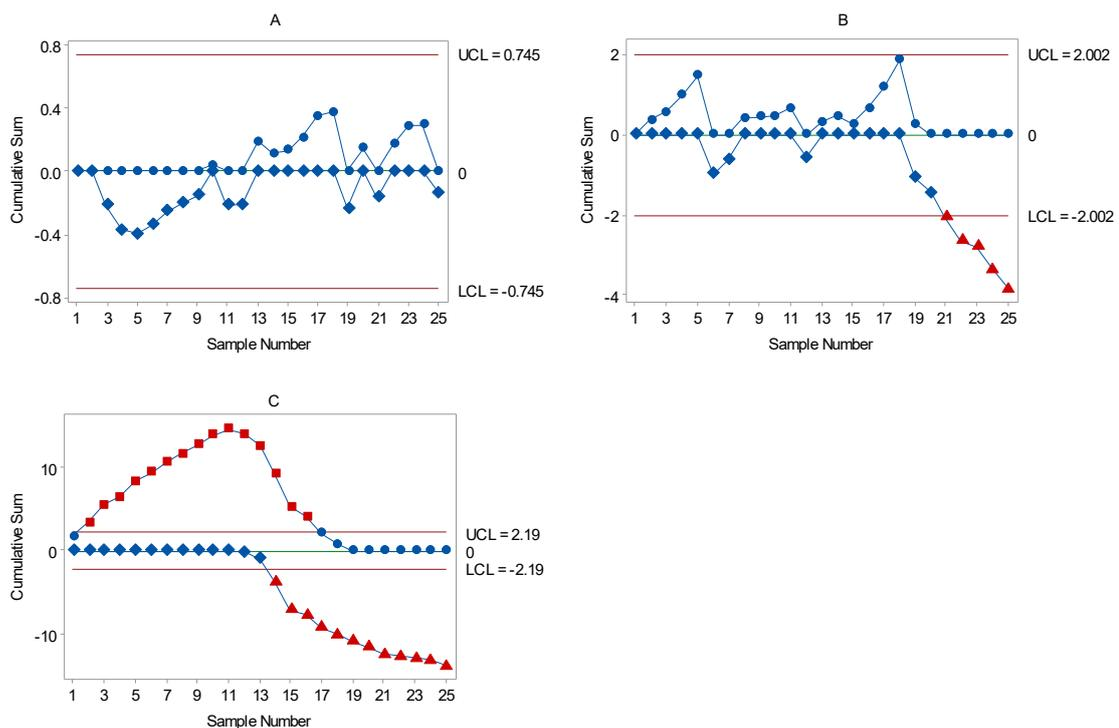 A
0.8
0.4
0.0
-0.4
-0.8
Cumulative Sum
UCL = 0.745
0
LCL = -0.745
1 3 5 7 9 11 13 15 17 19 21 23 25
Sample Number
B
2
0
-2
-4
Cumulative Sum
UCL = 2.002
0
LCL = -2.002
1 3 5 7 9 11 13 15 17 19 21 23 25
Sample Number
C
10
0
-10
Cumulative Sum
UCL = 2.19
0
LCL = -2.19
1 3 5 7 9 11 13 15 17 19 21 23 25
Sample Number